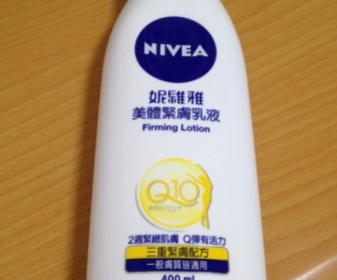 NIVEA
妮維雅
美體緊膚乳液
Firming Lotion
Q10
energy+
2週緊緻肌膚 Q彈有活力
三重緊膚配方
一般膚質皆適用
400 ml